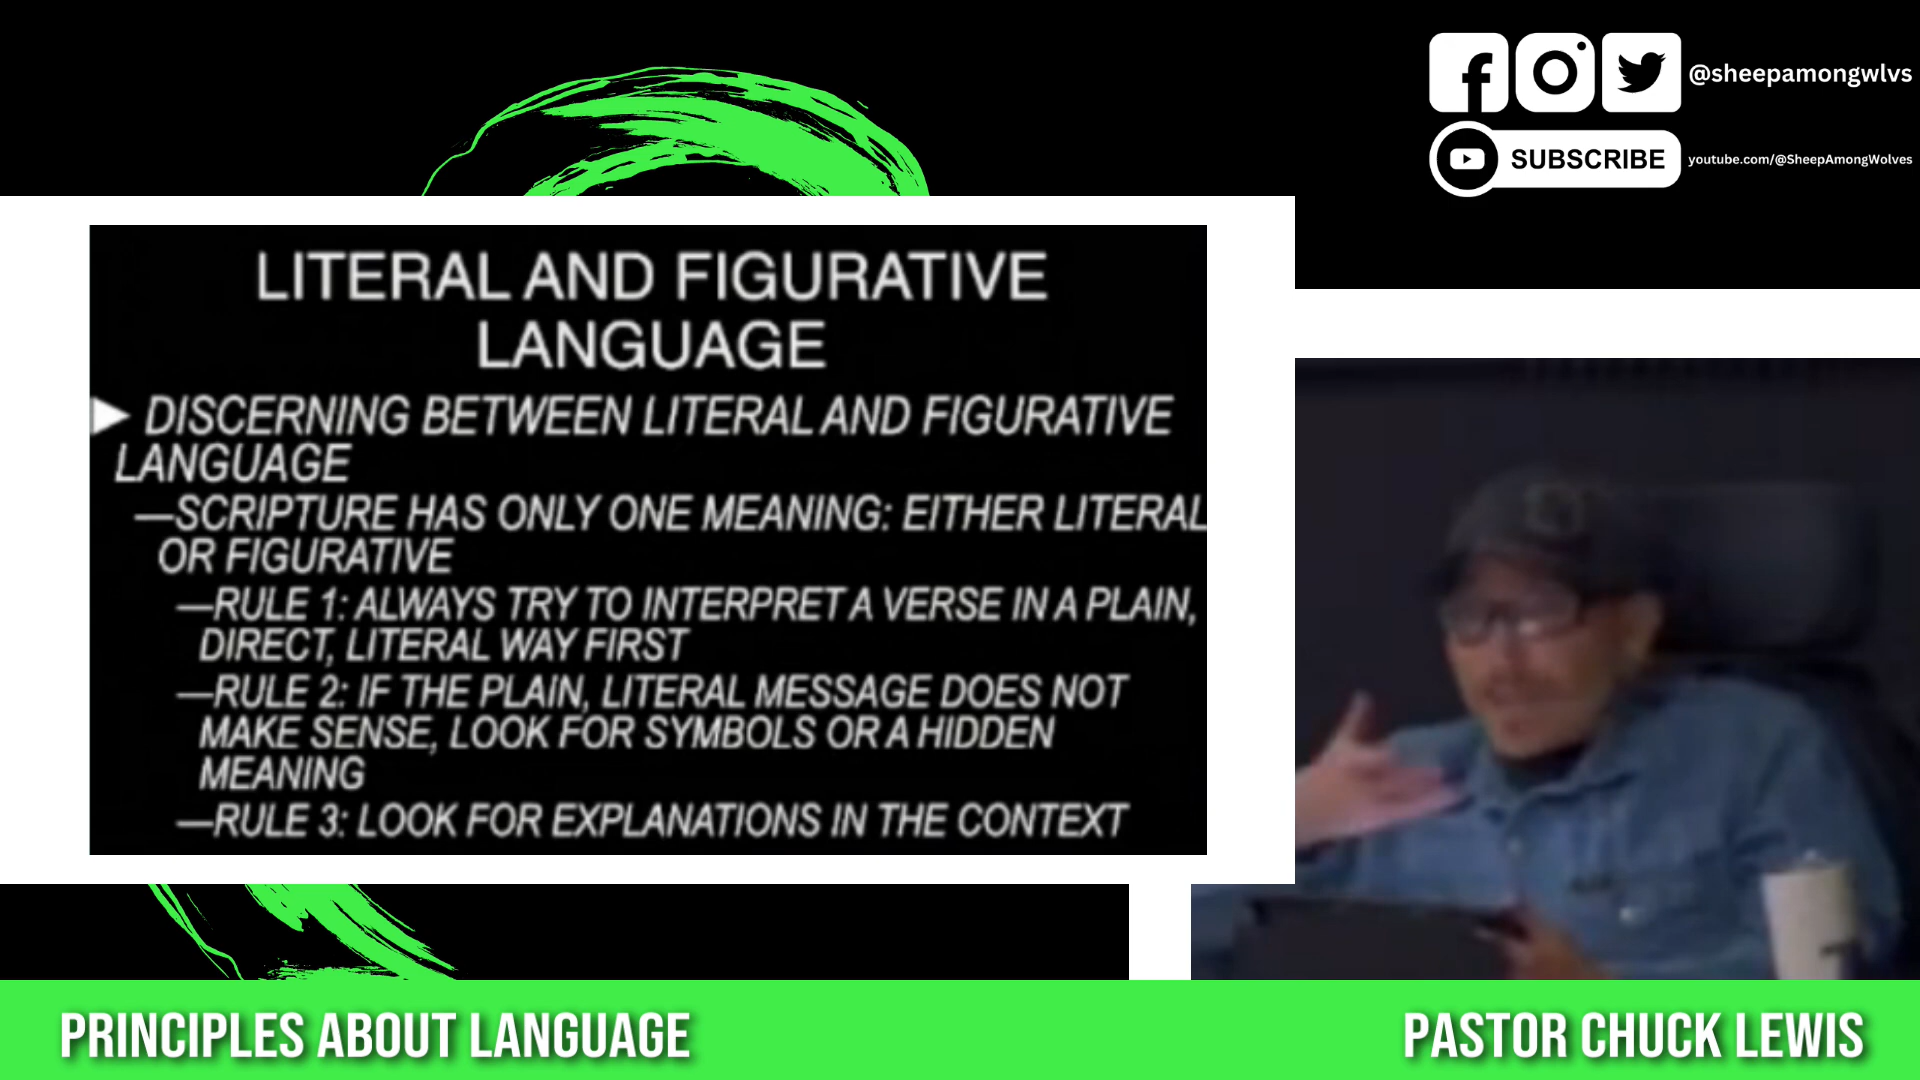 @sheepamongwlvs
SUBSCRIBE
youtube.com/@SheepAmongWolves
LITERAL AND FIGURATIVE
LANGUAGE
DISCERNING BETWEEN LITERAL AND FIGURATIVE
LANGUAGE
—SCRIPTURE HAS ONLY ONE MEANING: EITHER LITERAL
OR FIGURATIVE
—RULE 1: ALWAYS TRY TO INTERPRET A VERSE IN A PLAIN,
DIRECT, LITERAL WAY FIRST
—RULE 2: IF THE PLAIN, LITERAL MESSAGE DOES NOT
MAKE SENSE, LOOK FOR SYMBOLS OR A HIDDEN
MEANING
—RULE 3: LOOK FOR EXPLANATIONS IN THE CONTEXT
PRINCIPLES ABOUT LANGUAGE
PASTOR CHUCK LEWIS